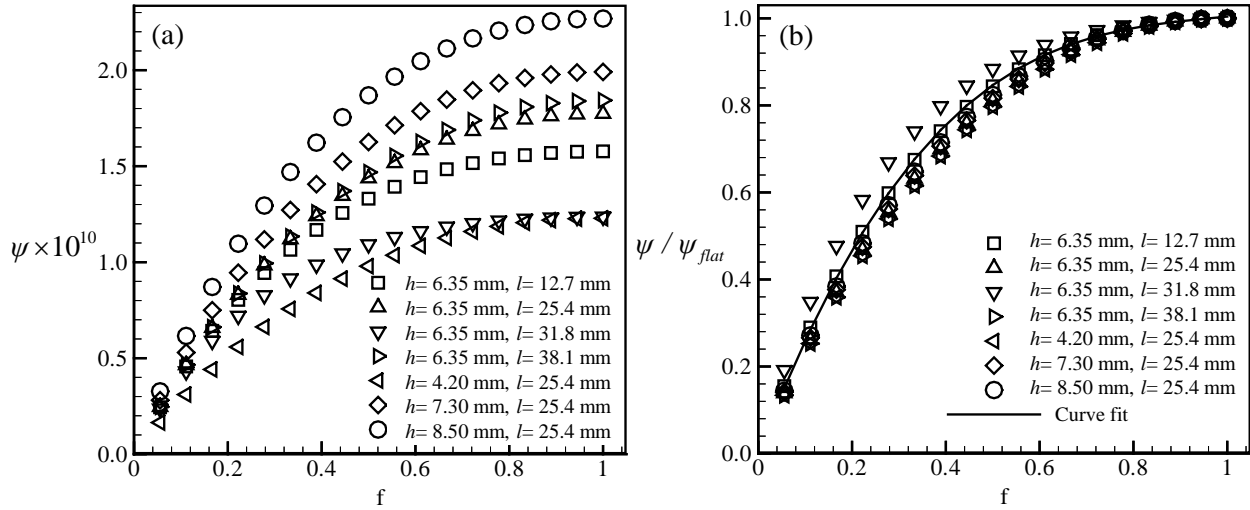 (a)
2.0
1.5
ψ×10¹⁰
1.0
0.5
0.0
0
0.2
0.4
0.6
0.8
1
f
h= 6.35 mm, l= 12.7 mm
h= 6.35 mm, l= 25.4 mm
h= 6.35 mm, l= 31.8 mm
h= 6.35 mm, l= 38.1 mm
h= 4.20 mm, l= 25.4 mm
h= 7.30 mm, l= 25.4 mm
h= 8.50 mm, l= 25.4 mm
(b)
1.0
0.8
0.6
ψ / ψflat
0.4
0.2
0.0
0
0.2
0.4
0.6
0.8
1
f
h= 6.35 mm, l= 12.7 mm
h= 6.35 mm, l= 25.4 mm
h= 6.35 mm, l= 31.8 mm
h= 6.35 mm, l= 38.1 mm
h= 4.20 mm, l= 25.4 mm
h= 7.30 mm, l= 25.4 mm
h= 8.50 mm, l= 25.4 mm
Curve fit